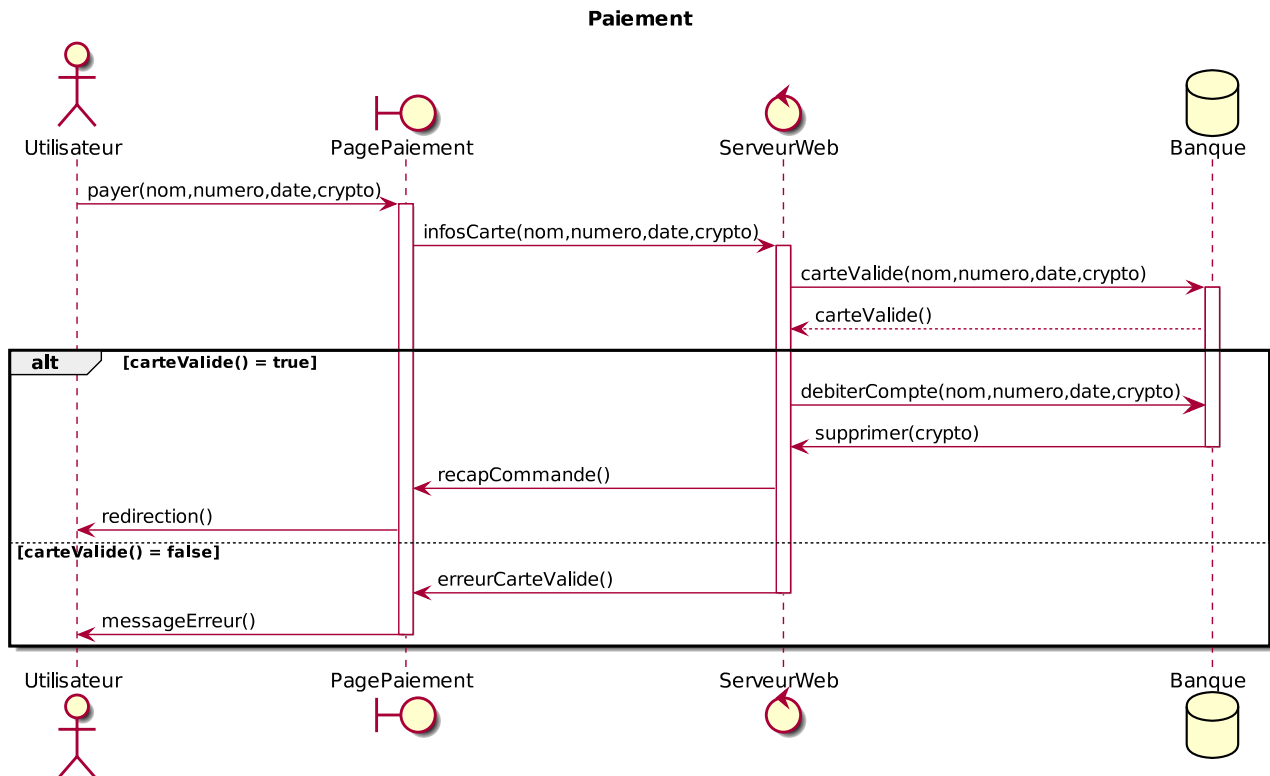 Paiement
Utilisateur PagePaiement ServeurWeb Banque
payer(nom,numero,date,crypto)
infosCarte(nom,numero,date,crypto)
carteValide(nom,numero,date,crypto)
carteValide()
alt [carteValide() = true]
debiterCompte(nom,numero,date,crypto)
supprimer(crypto)
recapCommande()
redirection()
[carteValide() = false]
erreurCarteValide()
messageErreur()
Utilisateur PagePaiement ServeurWeb Banque